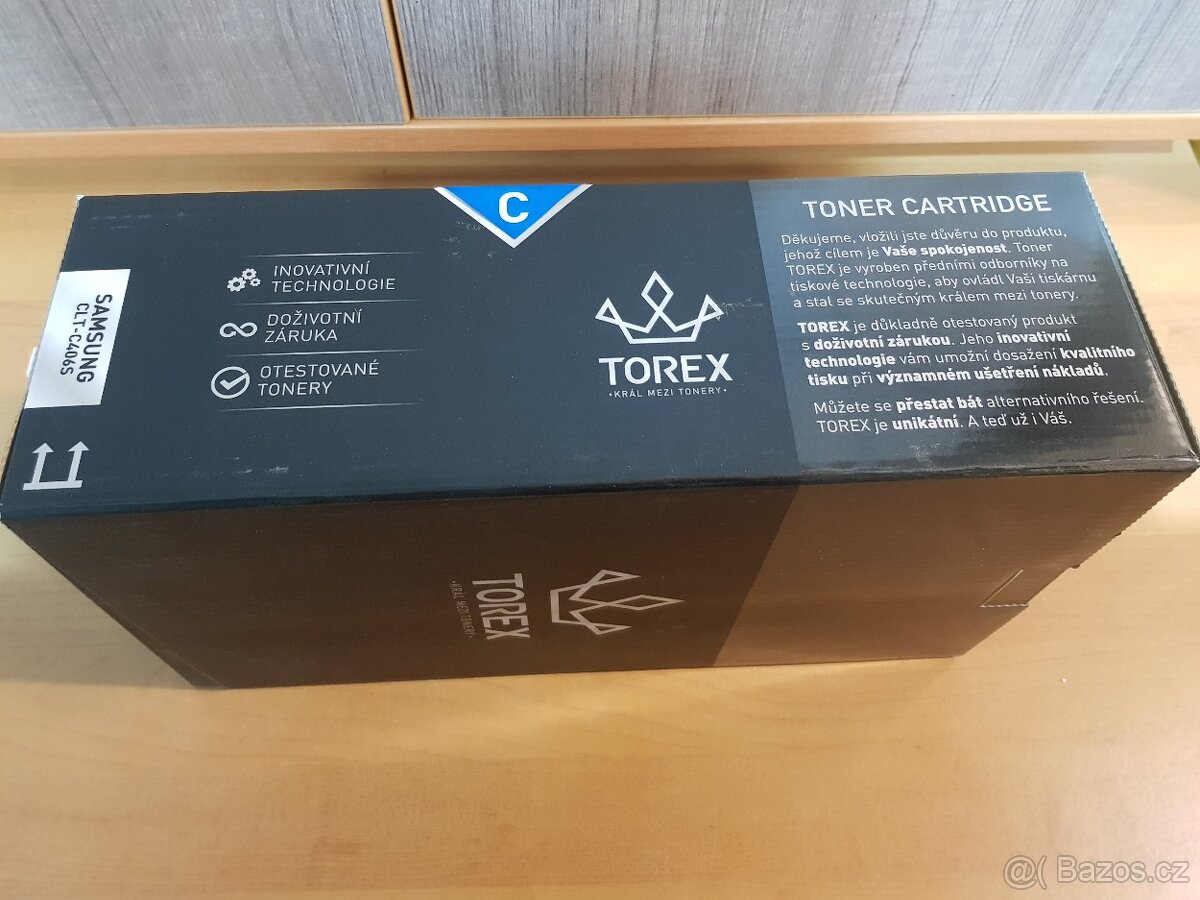 C
SAMSUNG
CLT-C406S
INOVATIVNÍ
TECHNOLOGIE
DOŽIVOTNÍ
ZÁRUKA
OTESTOVANÉ
TONERY
TOREX
•KRÁL MEZI TONERY•
TONER CARTRIDGE
Děkujeme, vložili jste důvěru do produktu,
jehož cílem je Vaše spokojenost. Toner
TOREX je vyroben předními odborníky na
tiskové technologie, aby ovládl Vaši tiskárnu
a stal se skutečným králem mezi tonery.
TOREX je důkladně otestovaný produkt
s doživotní zárukou. Jeho inovativní
technologie vám umožní dosažení kvalitního
tisku při významném ušetření nákladů.
Můžete se přestat bát alternativního řešení.
TOREX je unikátní. A teď už i Váš.
TOREX
•KRÁL MEZI TONERY•
@( Bazos.cz